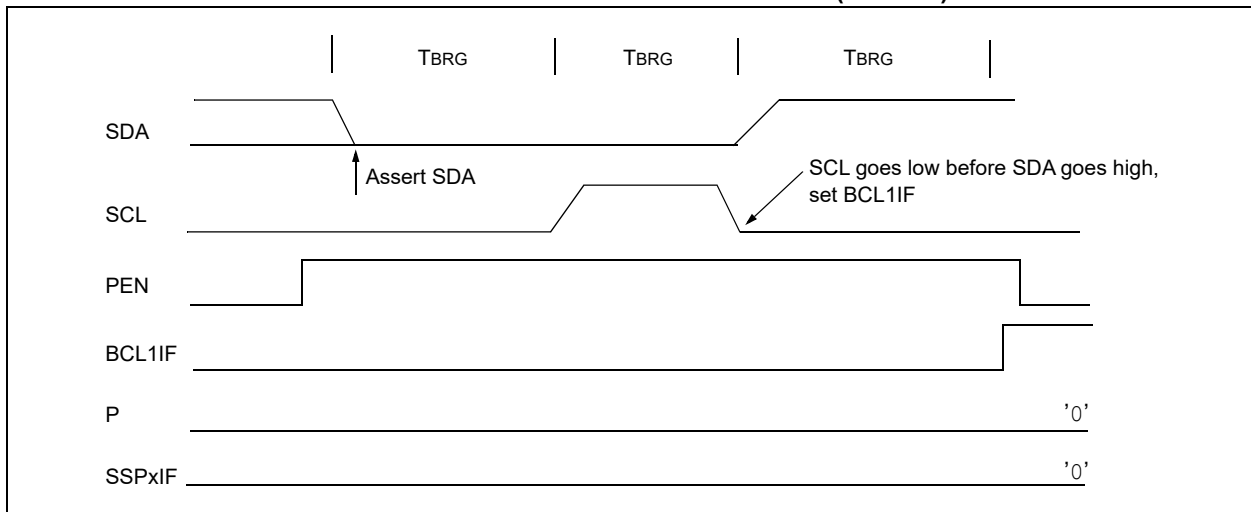 TBRG TBRG TBRG
SDA
Assert SDA
SCL goes low before SDA goes high,
set BCL1IF
SCL
PEN
BCL1IF
P '0'
SSPxIF '0'